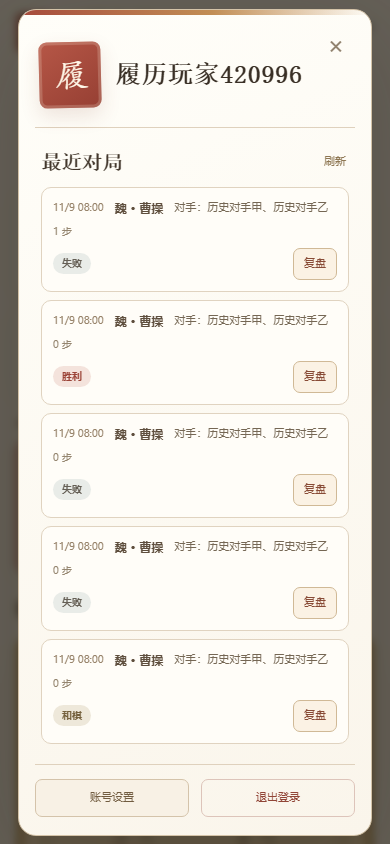 履
履历玩家420996
×
最近对局
刷新
11/9 08:00 魏·曹操 对手：历史对手甲、历史对手乙
1 步
失败
复盘
11/9 08:00 魏·曹操 对手：历史对手甲、历史对手乙
0 步
胜利
复盘
11/9 08:00 魏·曹操 对手：历史对手甲、历史对手乙
0 步
失败
复盘
11/9 08:00 魏·曹操 对手：历史对手甲、历史对手乙
0 步
失败
复盘
11/9 08:00 魏·曹操 对手：历史对手甲、历史对手乙
0 步
和棋
复盘
账号设置
退出登录